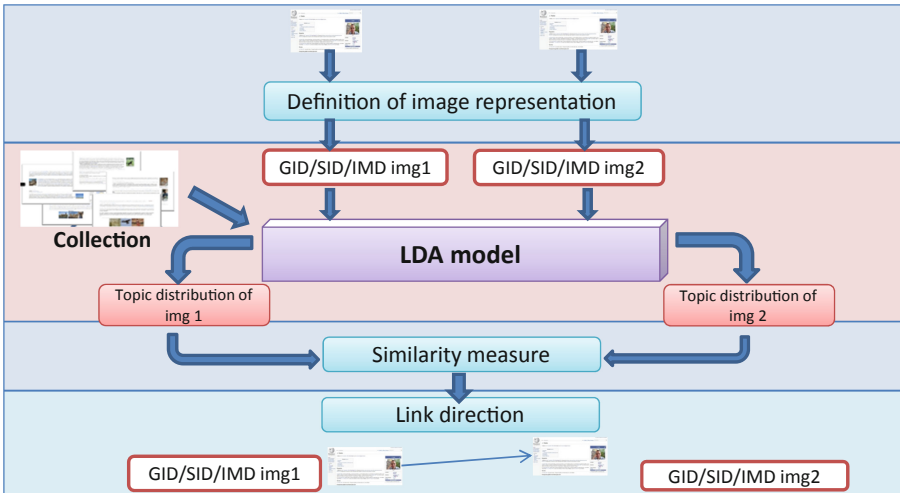 Definition of image representation
GID/SID/IMD img1
GID/SID/IMD img2
Collection
LDA model
Topic distribution of
img 1
Topic distribution of
img 2
Similarity measure
Link direction
GID/SID/IMD img1
GID/SID/IMD img2